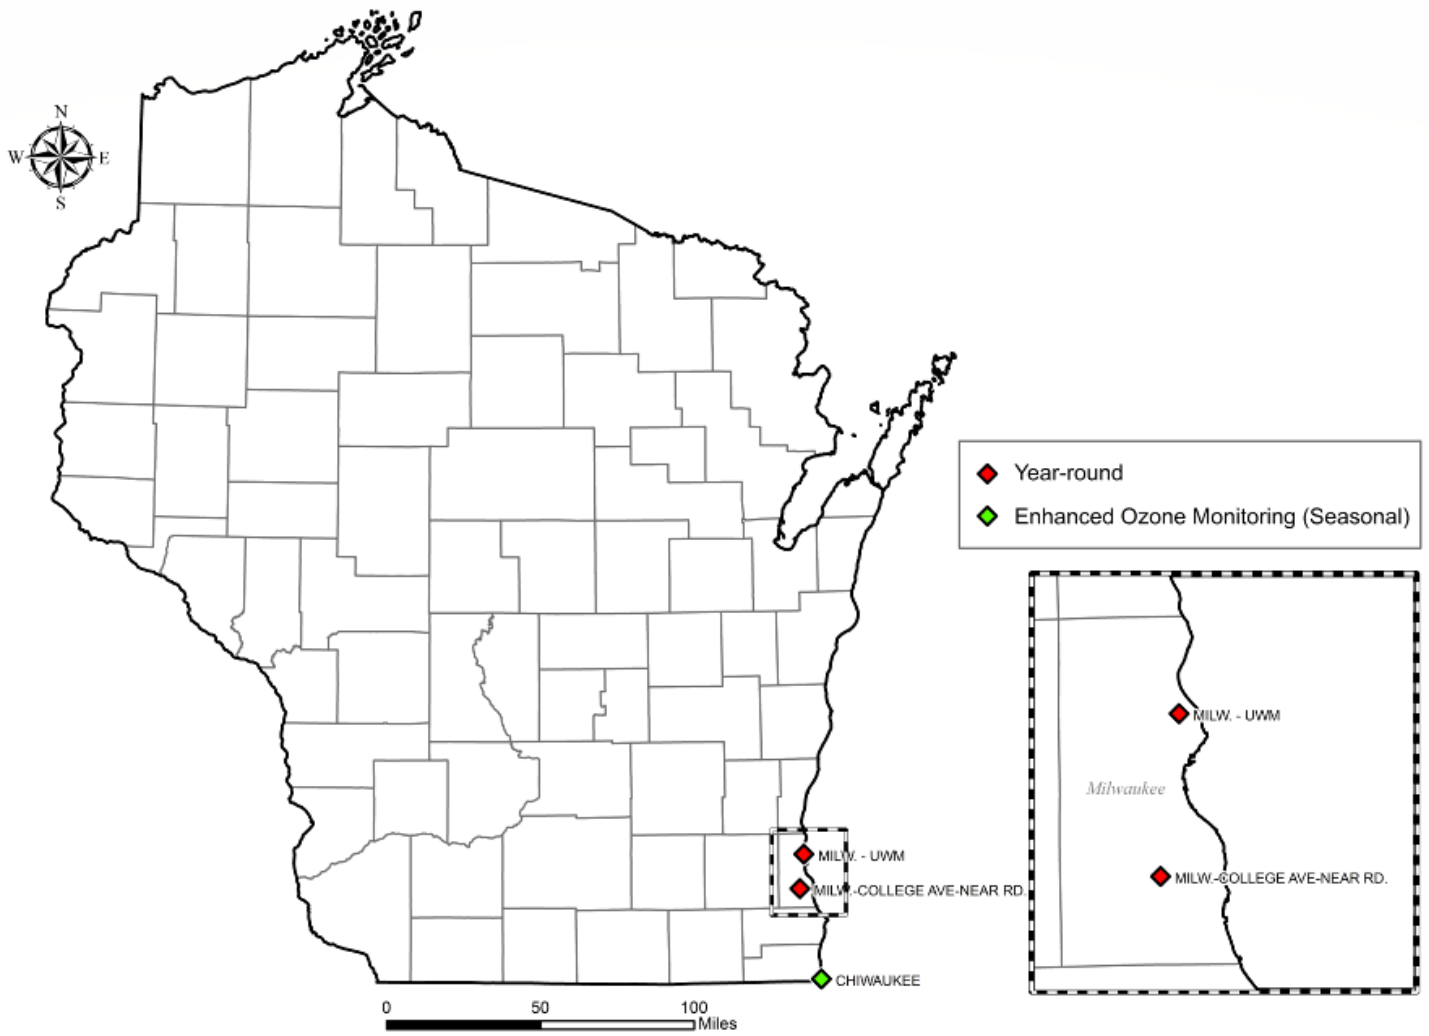 N
W E
S
Year-round
Enhanced Ozone Monitoring (Seasonal)
MILW. - UWM
Milwaukee
MILW.-COLLEGE AVE-NEAR RD.
MILW. - UWM
MILW.-COLLEGE AVE-NEAR RD.
CHIWAUKEE
0 50 100
Miles